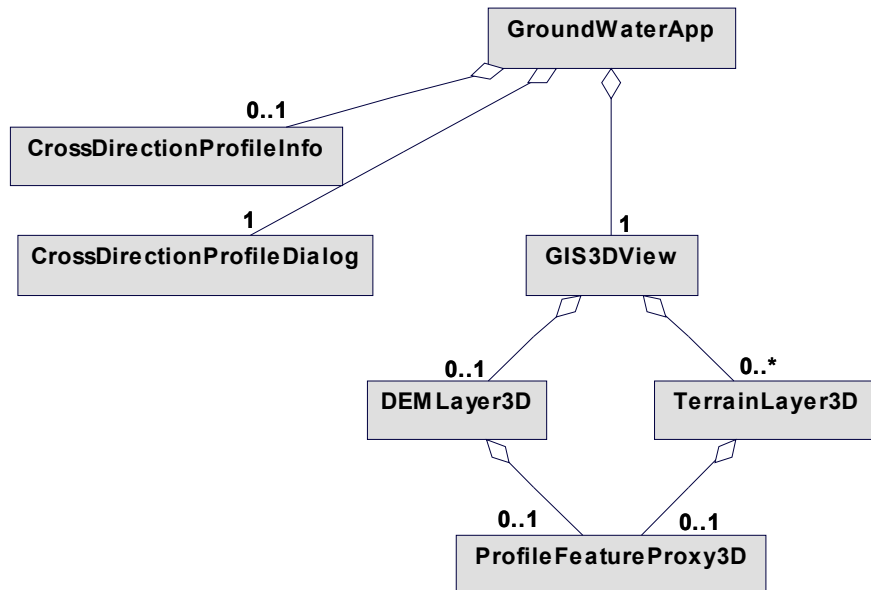 GroundWaterApp
0..1
CrossDirectionProfileInfo
1
1
CrossDirectionProfileDialog
GIS3DView
0..1
0..*
DEMLayer3D
TerrainLayer3D
0..1
0..1
ProfileFeatureProxy3D